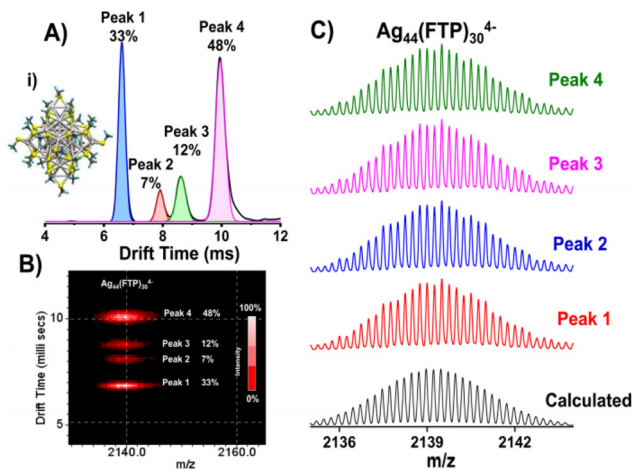 A)
Peak 1
33%
Peak 4
48%
i)
Peak 3
12%
Peak 2
7%
4 6 8 10 12
Drift Time (ms)
B)
Ag44(FTP)30 4-
Peak 4 48%
Peak 3 12%
Peak 2 7%
Peak 1 33%
100%
Intensity
0%
10
5
Drift Time (milli secs)
2140.0 2160.0
m/z
C)
Ag44(FTP)30 4-
Peak 4
Peak 3
Peak 2
Peak 1
Calculated
2136 2139 2142
m/z